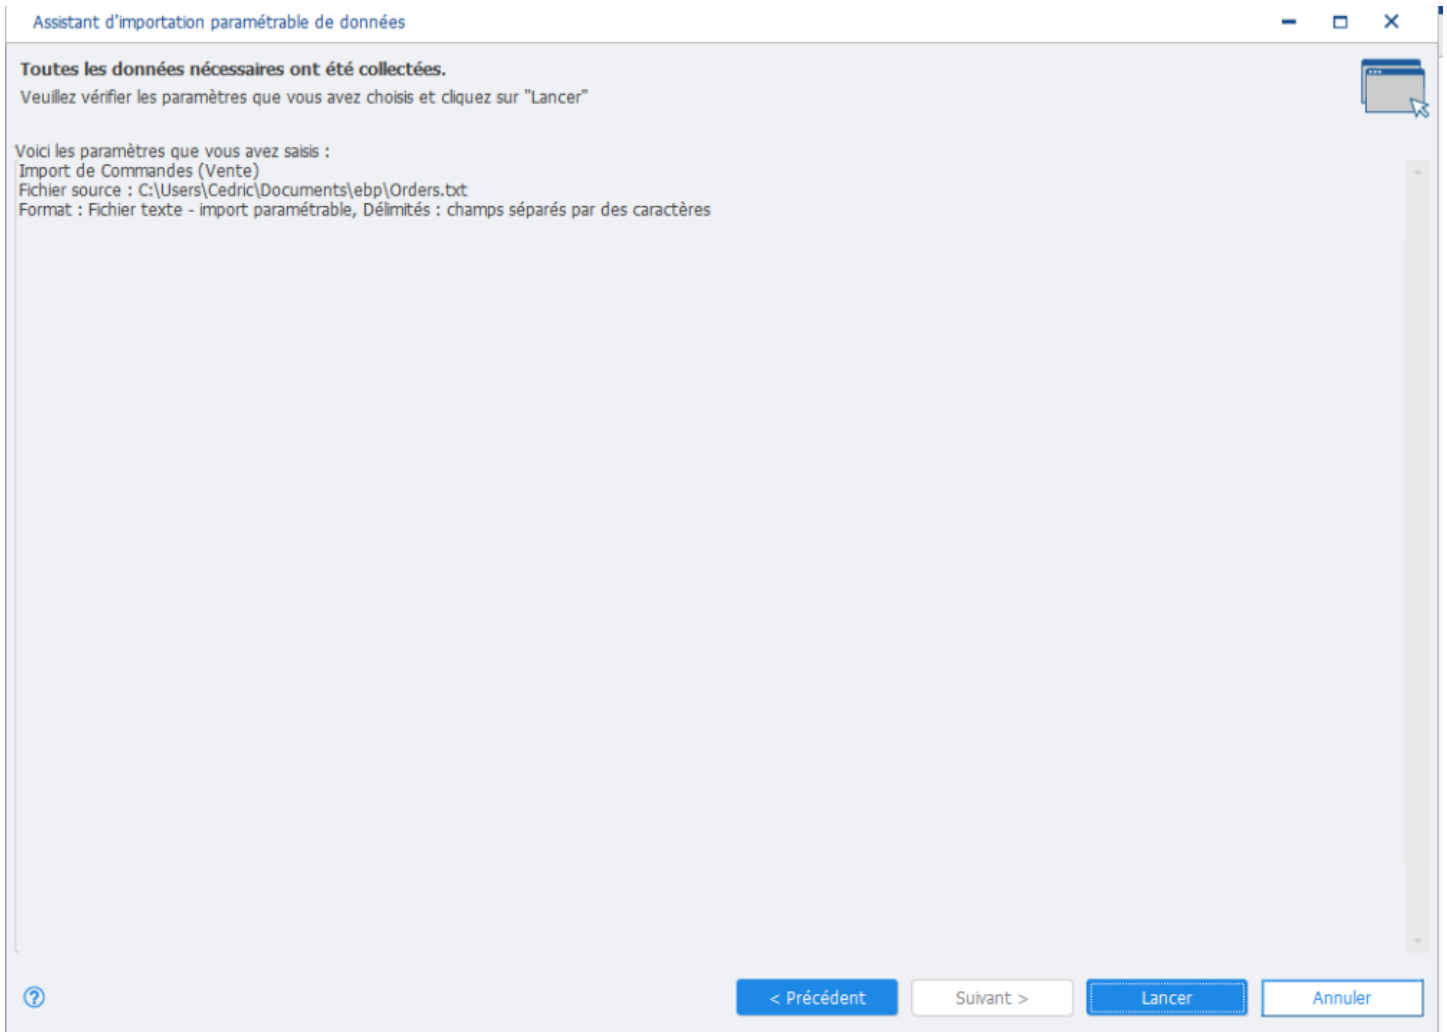 Assistant d'importation paramétrable de données
Toutes les données nécessaires ont été collectées.
Veuillez vérifier les paramètres que vous avez choisis et cliquez sur "Lancer"
Voici les paramètres que vous avez saisis :
Import de Commandes (Vente)
Fichier source : C:\Users\Cedric\Documents\ebp\Orders.txt
Format : Fichier texte - import paramétrable, Délimités : champs séparés par des caractères
? < Précédent Suivant > Lancer Annuler